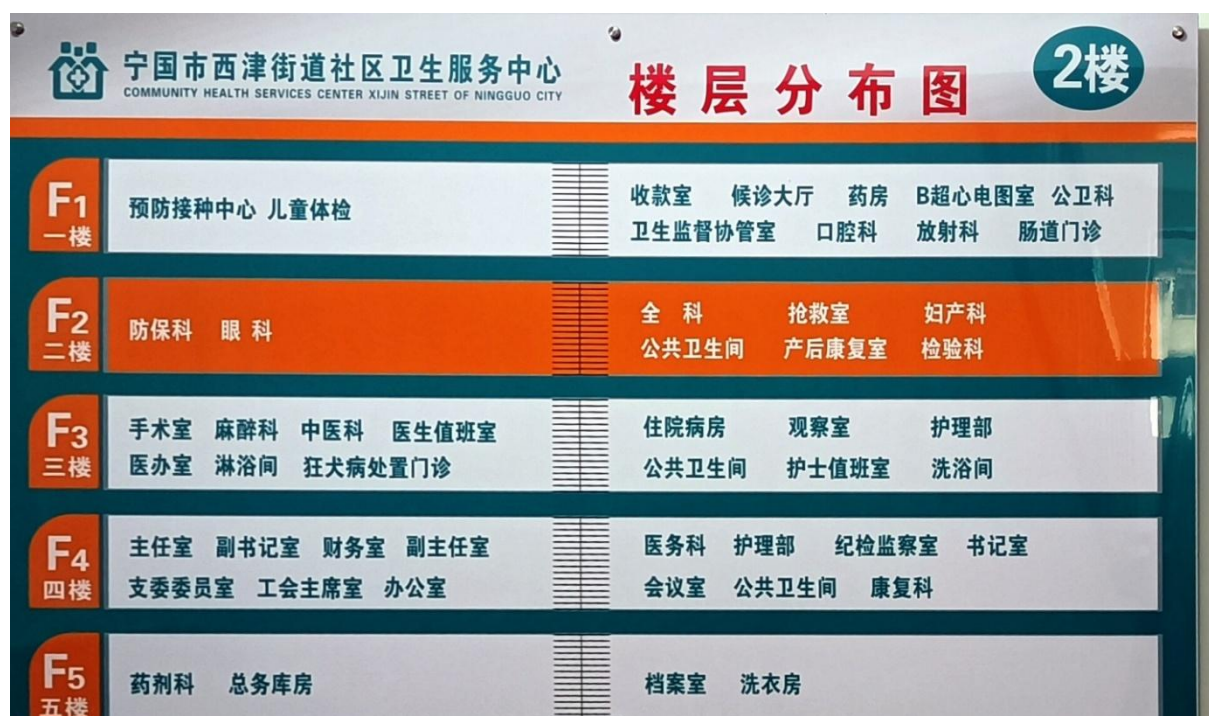 宁国市西津街道社区卫生服务中心
COMMUNITY HEALTH SERVICES CENTER XIJIN STREET OF NINGGUO CITY
楼层分布图
2楼
F1
一楼
预防接种中心 儿童体检
收款室 候诊大厅 药房 B超心电图室 公卫科
卫生监督协管室 口腔科 放射科 肠道门诊
F2
二楼
防保科 眼科
全科 抢救室 妇产科
公共卫生间 产后康复室 检验科
F3
三楼
手术室 麻醉科 中医科 医生值班室
医办室 淋浴间 狂犬病处置门诊
住院病房 观察室 护理部
公共卫生间 护士值班室 洗浴间
F4
四楼
主任室 副书记室 财务室 副主任室
支委委员室 工会主席室 办公室
医务科 护理部 纪检监察室 书记室
会议室 公共卫生间 康复科
F5
五楼
药剂科 总务库房
档案室 洗衣房